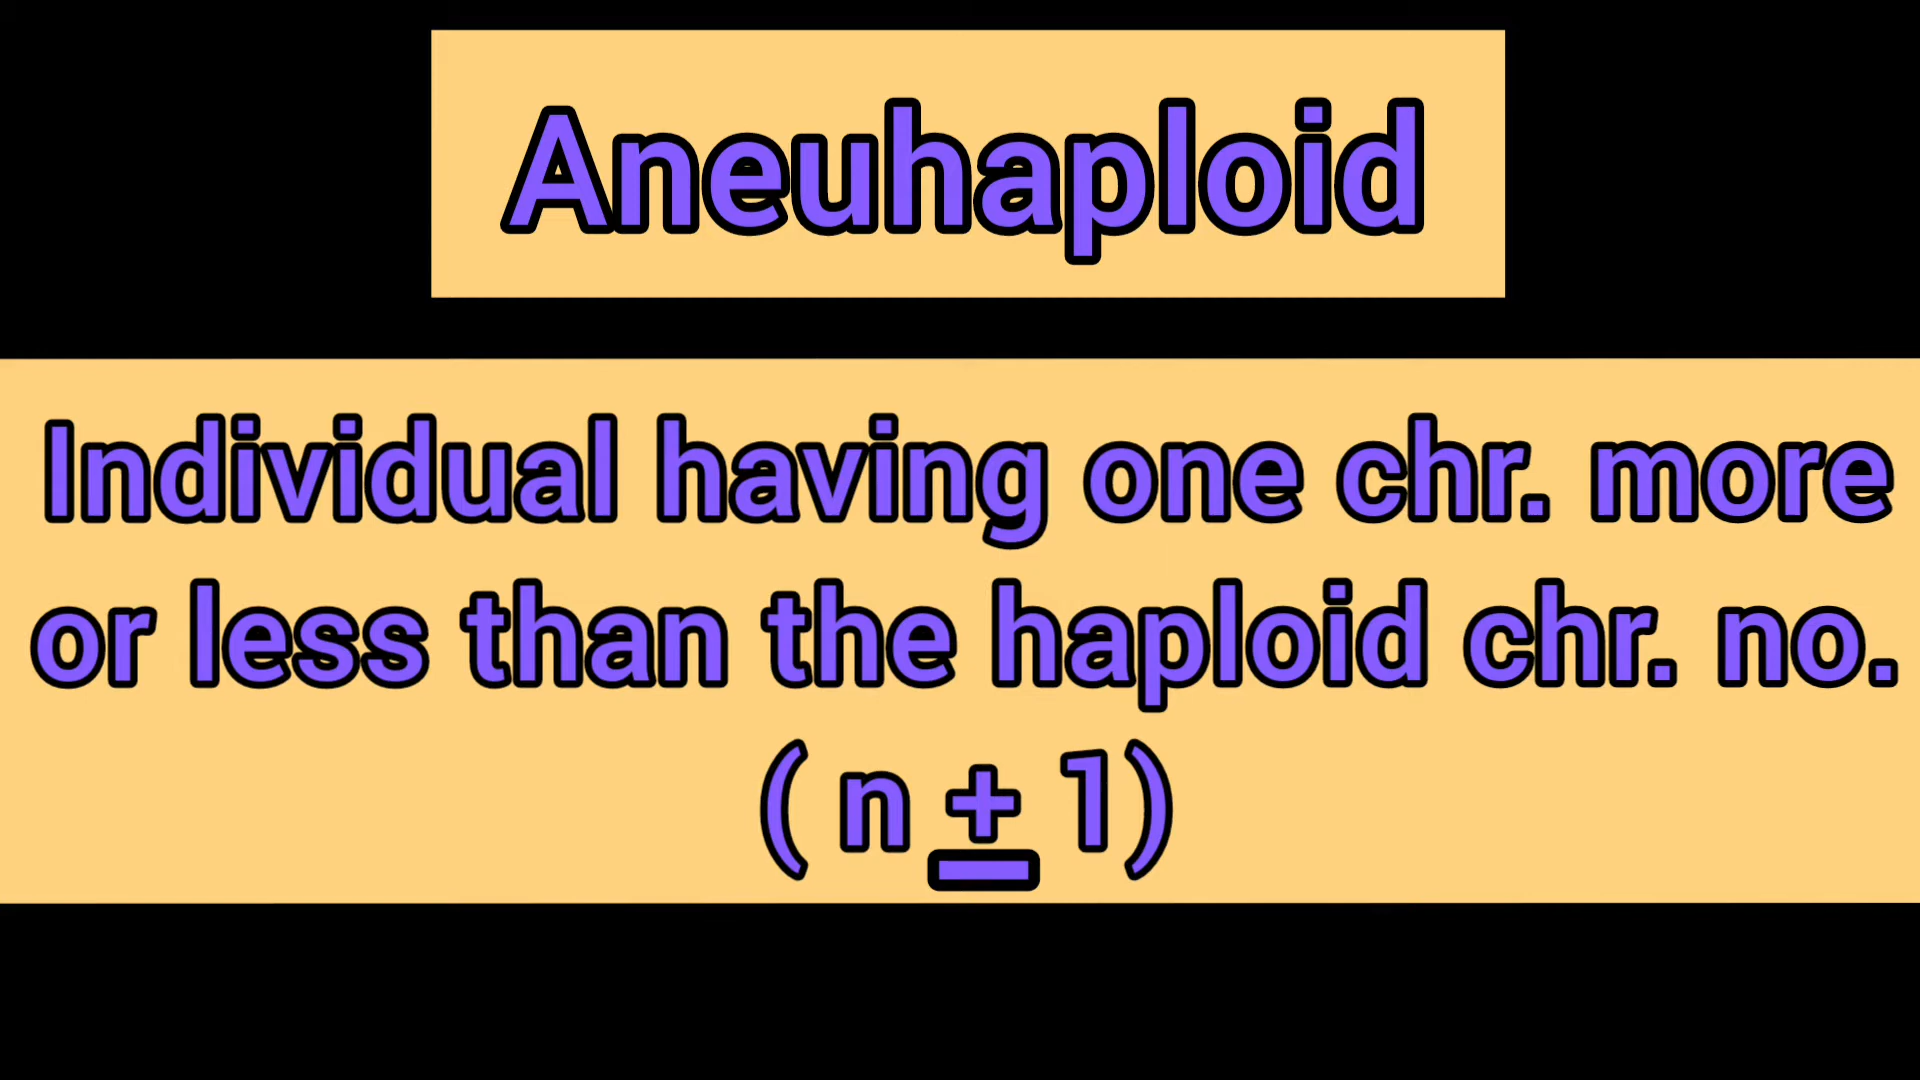 Aneuhaploid
Individual having one chr. more
or less than the haploid chr. no.
( n ± 1)